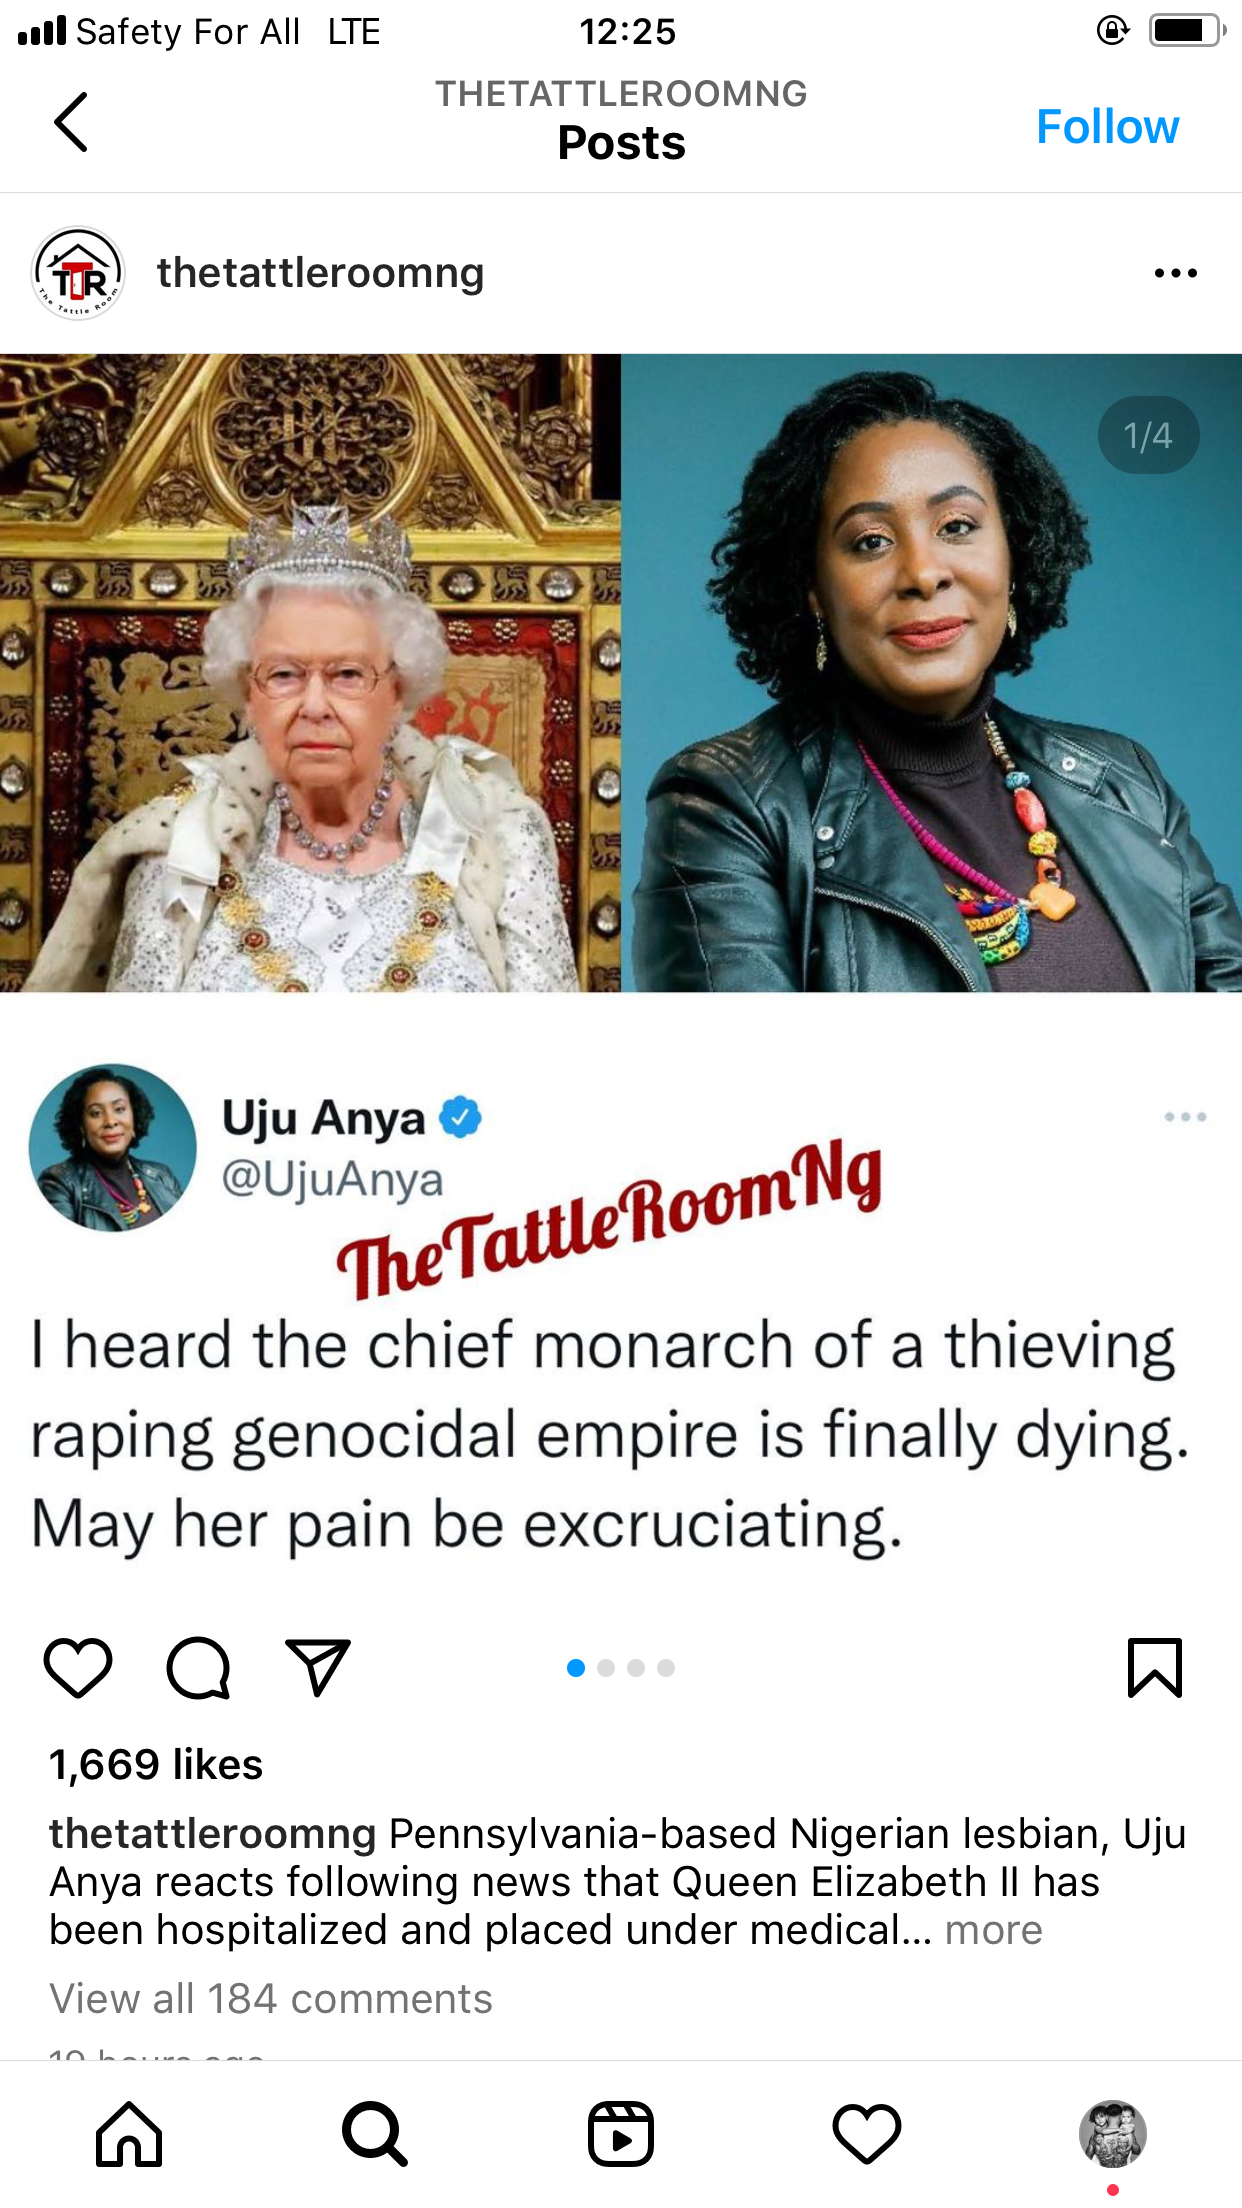 Safety For All LTE 12:25
THETATTLEROOMNG
Posts
Follow
TTR
The Tattle Room
thetattleroomng
1/4
Uju Anya
@UjuAnya
TheTattleRoomNg
I heard the chief monarch of a thieving
raping genocidal empire is finally dying.
May her pain be excruciating.
1,669 likes
thetattleroomng Pennsylvania-based Nigerian lesbian, Uju
Anya reacts following news that Queen Elizabeth II has
been hospitalized and placed under medical... more
View all 184 comments
hours ago